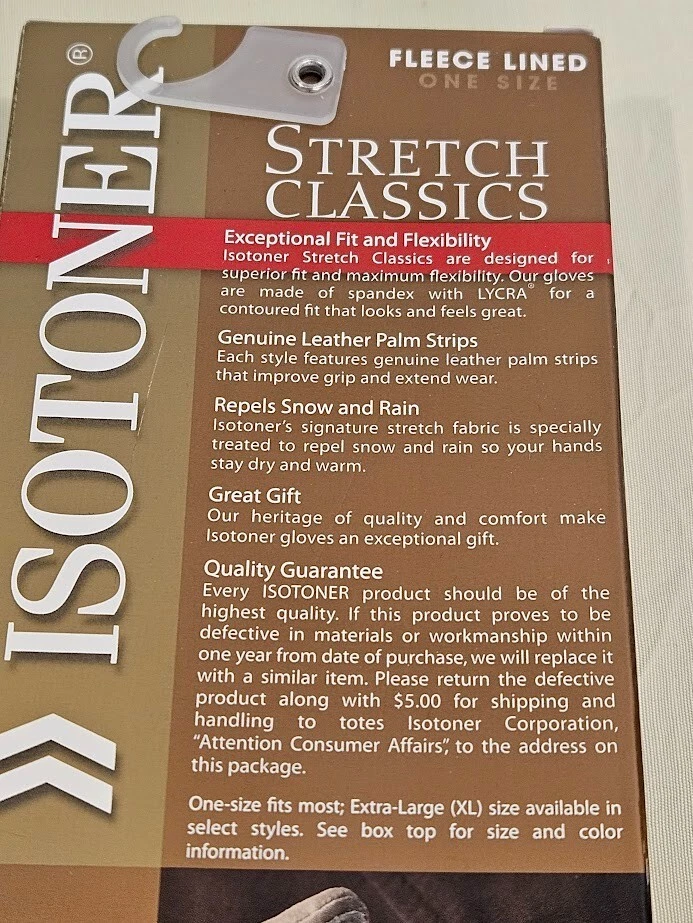 FLEECE LINED
ONE SIZE
STRETCH
CLASSICS
ISOTONER®
Exceptional Fit and Flexibility
Isotoner Stretch Classics are designed for
superior fit and maximum flexibility. Our gloves
are made of spandex with LYCRA® for a
contoured fit that looks and feels great.
Genuine Leather Palm Strips
Each style features genuine leather palm strips
that improve grip and extend wear.
Repels Snow and Rain
Isotoner's signature stretch fabric is specially
treated to repel snow and rain so your hands
stay dry and warm.
Great Gift
Our heritage of quality and comfort make
Isotoner gloves an exceptional gift.
Quality Guarantee
Every ISOTONER product should be of the
highest quality. If this product proves to be
defective in materials or workmanship within
one year from date of purchase, we will replace it
with a similar item. Please return the defective
product along with $5.00 for shipping and
handling to totes Isotoner Corporation,
"Attention Consumer Affairs", to the address on
this package.
One-size fits most; Extra-Large (XL) size available in
select styles. See box top for size and color
information.